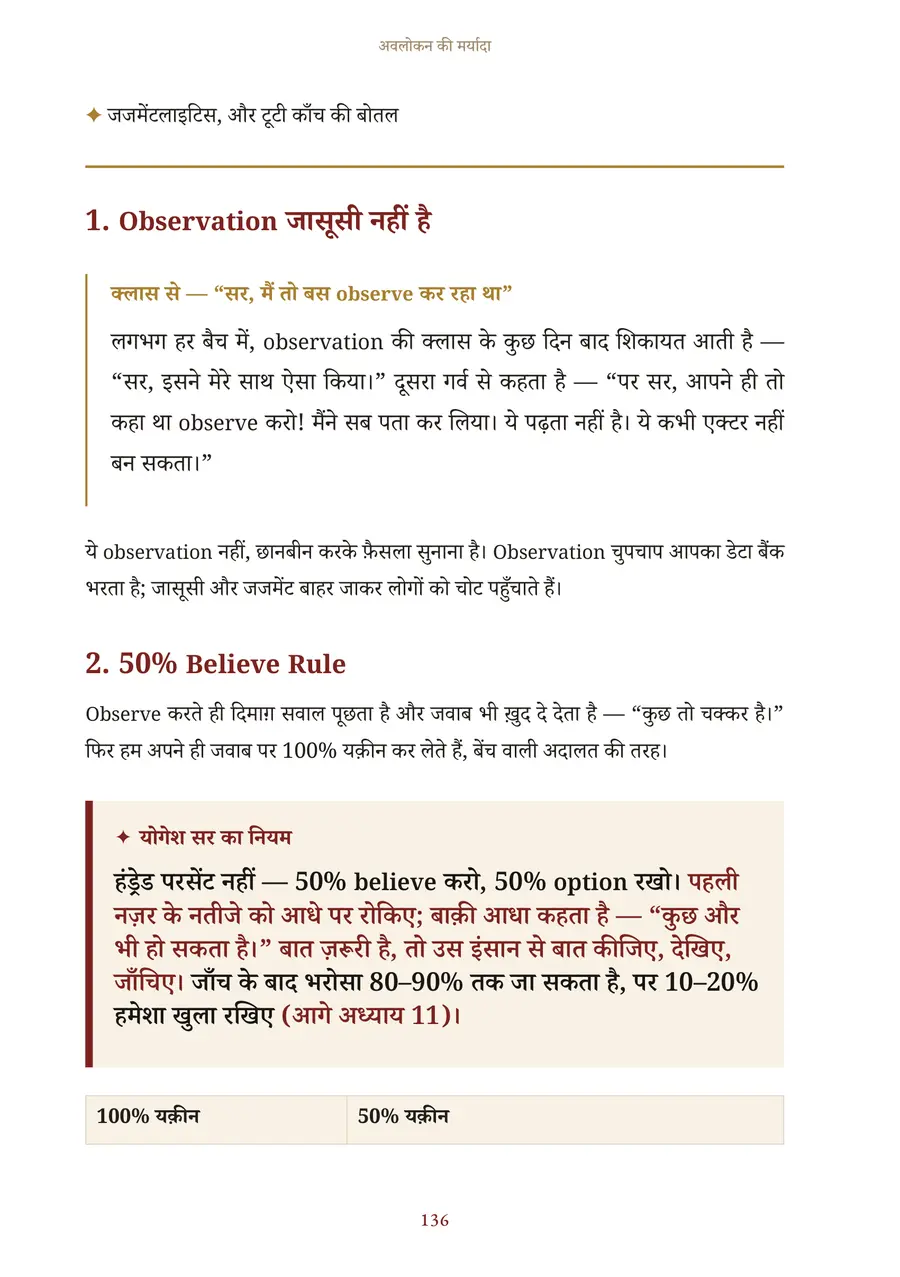 अवलोकन की मर्यादा
✦ जजमेंटलाइटिस, और टूटी काँच की बोतल
1. Observation जासूसी नहीं है
क्लास से — “सर, मैं तो बस observe कर रहा था”
लगभग हर बैच में, observation की क्लास के कुछ दिन बाद शिकायत आती है —
“सर, इसने मेरे साथ ऐसा किया।” दूसरा गर्व से कहता है — “पर सर, आपने ही तो
कहा था observe करो! मैंने सब पता कर लिया। ये पढ़ता नहीं है। ये कभी एक्टर नहीं
बन सकता।”
ये observation नहीं, छानबीन करके फ़ैसला सुनाना है। Observation चुपचाप आपका डेटा बैंक
भरता है; जासूसी और जजमेंट बाहर जाकर लोगों को चोट पहुँचाते हैं।
2. 50% Believe Rule
Observe करते ही दिमाग़ सवाल पूछता है और जवाब भी ख़ुद दे देता है — “कुछ तो चक्कर है।”
फिर हम अपने ही जवाब पर 100% यक़ीन कर लेते हैं, बेंच वाली अदालत की तरह।
✦ योगेश सर का नियम
हंड्रेड परसेंट नहीं — 50% believe करो, 50% option रखो। पहली
नज़र के नतीजे को आधे पर रोकिए; बाक़ी आधा कहता है — “कुछ और
भी हो सकता है।” बात ज़रूरी है, तो उस इंसान से बात कीजिए, देखिए,
जाँचिए। जाँच के बाद भरोसा 80–90% तक जा सकता है, पर 10–20%
हमेशा खुला रखिए (आगे अध्याय 11)।
100% यक़ीन
50% यक़ीन
136